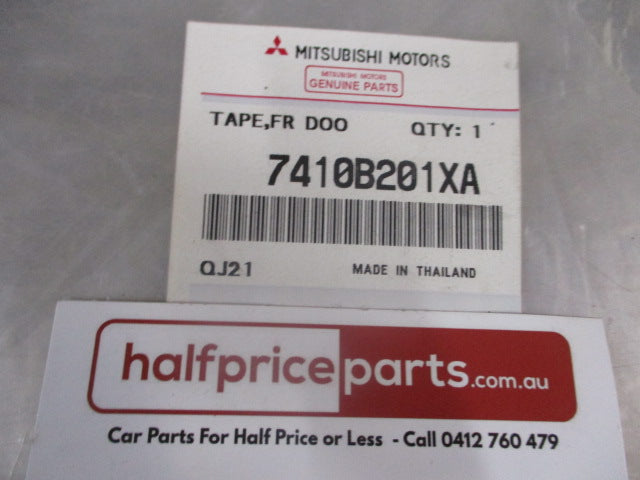 MITSUBISHI MOTORS
MITSUBISHI MOTORS
GENUINE PARTS
TAPE,FR DOO QTY: 1
7410B201XA
QJ21 MADE IN THAILAND
halfpriceparts.com.au
Car Parts For Half Price or Less - Call 0412 760 479